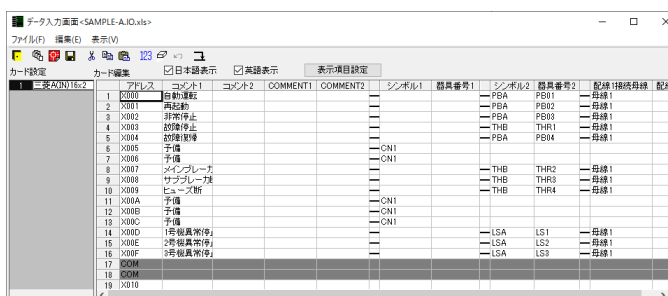 データ入力画面<SAMPLE-A.IO.xls>
ファイル(F) 編集(E) 表示(V)
123
カード設定 カード編集 日本語表示 英語表示 表示項目設定
1 三菱A(IN)16x2
アドレス コメント1 コメント2 COMMENT1 COMMENT2 シンボル1 器具番号1 シンボル2 器具番号2 配線1接続母線 配線
1 X000 自動運転 PBA PB01 母線1
2 X001 再起動 PBA PB02 母線1
3 X002 非常停止 PBA PB03 母線1
4 X003 故障停止 THB THR1 母線1
5 X004 故障復帰 PBA PB04 母線1
6 X005 予備 CN1
7 X006 予備 CN1
8 X007 メインブレーカ THB THR2 母線1
9 X008 サブブレーカ THB THR3 母線1
10 X009 ヒューズ断 THB THR4 母線1
11 X00A 予備 CN1
12 X00B 予備 CN1
13 X00C 予備 CN1
14 X00D 1号機異常停止 LSA LS1 母線1
15 X00E 2号機異常停止 LSA LS2 母線1
16 X00F 3号機異常停止 LSA LS3 母線1
17 COM
18 COM
19 X010